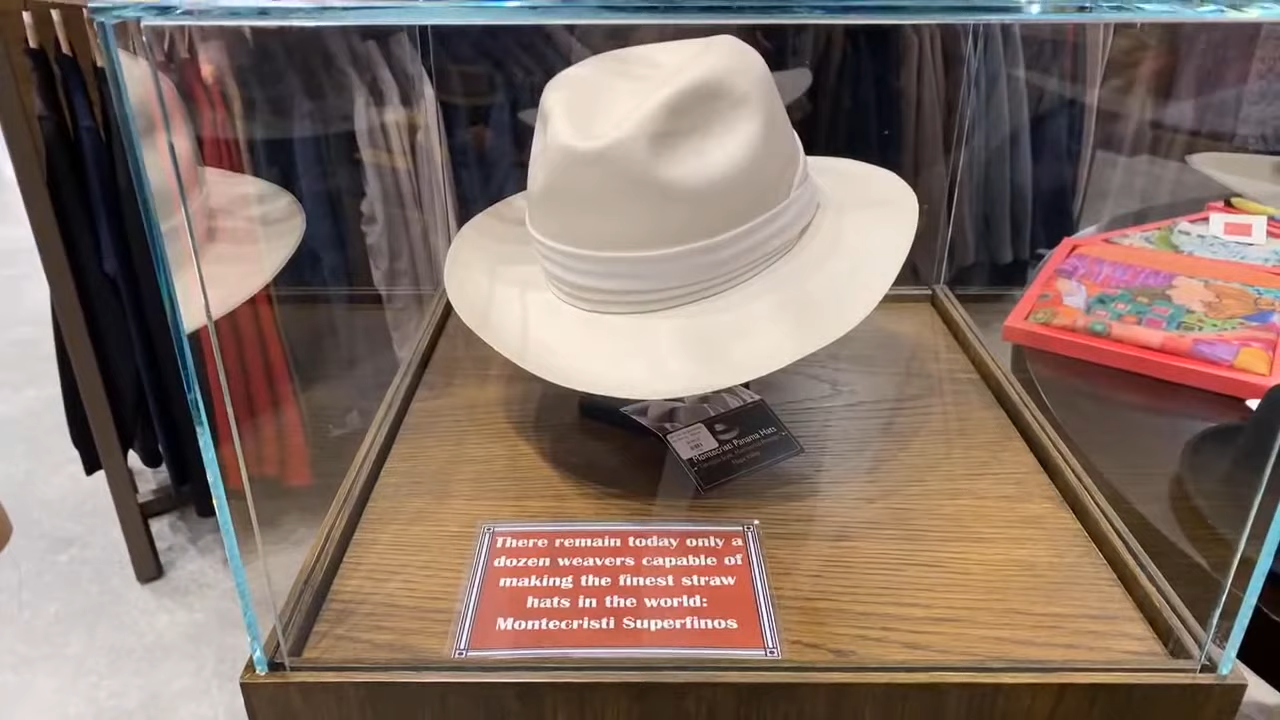 Montecristi Panama Hats
There remain today only a
dozen weavers capable of
making the finest straw
hats in the world:
Montecristi Superfinos